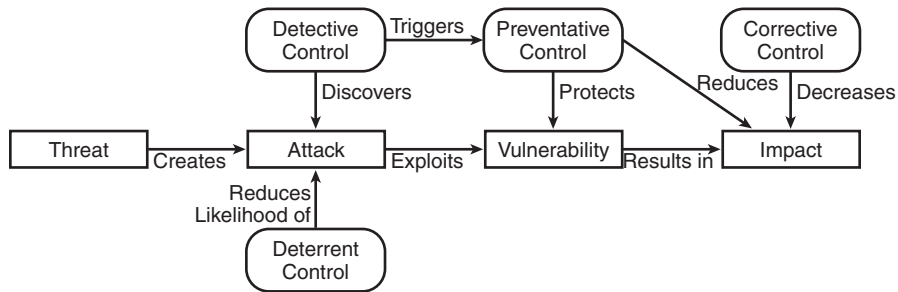 Detective
Control
Triggers
Preventative
Control
Corrective
Control
Discovers
Protects
Reduces
Decreases
Threat
Creates
Attack
Exploits
Vulnerability
Results in
Impact
Reduces
Likelihood of
Deterrent
Control